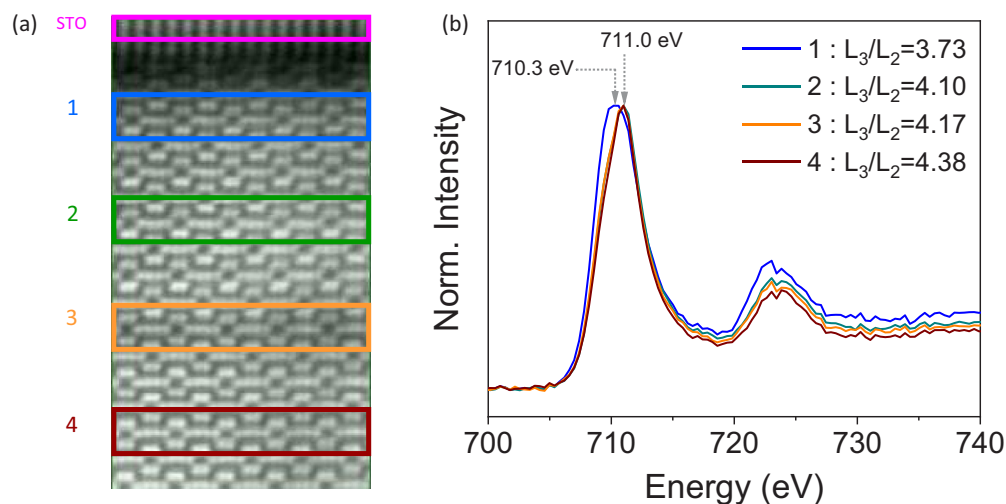 (a)
STO
1
2
3
4
(b)
711.0 eV
710.3 eV
1 : L₃/L₂=3.73
2 : L₃/L₂=4.10
3 : L₃/L₂=4.17
4 : L₃/L₂=4.38
Norm. Intensity
700 710 720 730 740
Energy (eV)